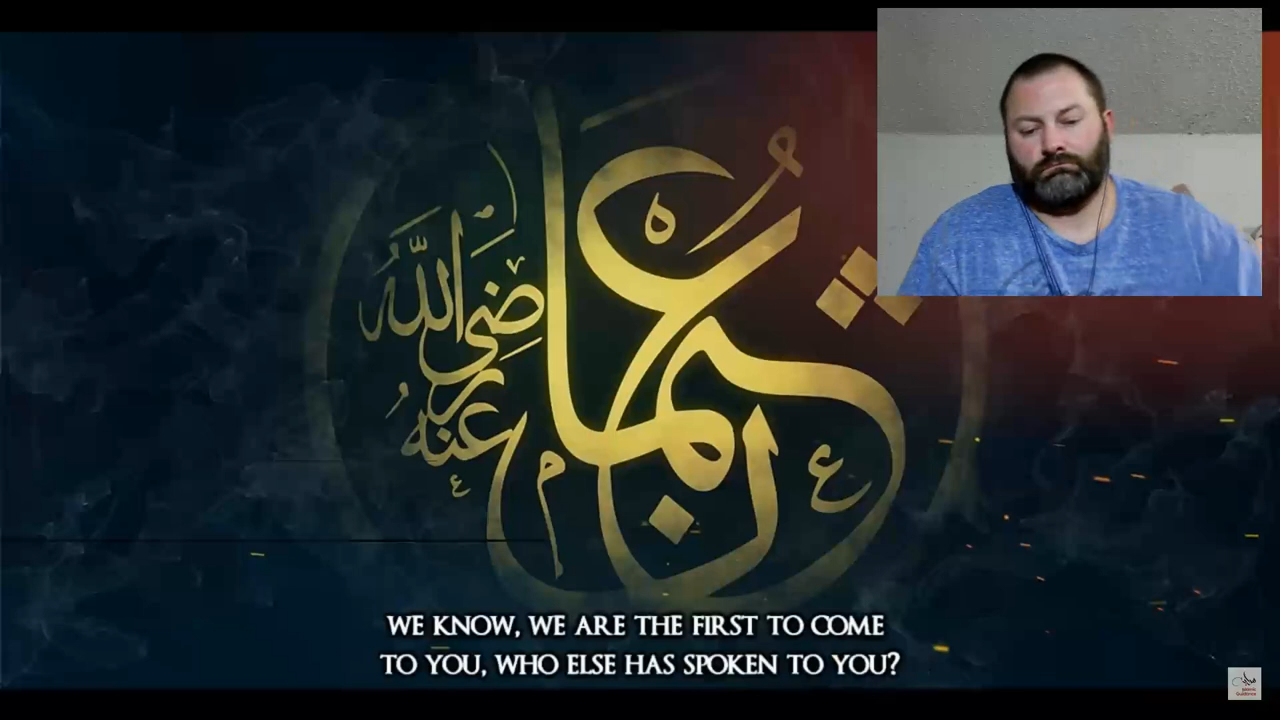 عُثمان
رضي الله عنه
WE KNOW, WE ARE THE FIRST TO COME
TO YOU, WHO ELSE HAS SPOKEN TO YOU?